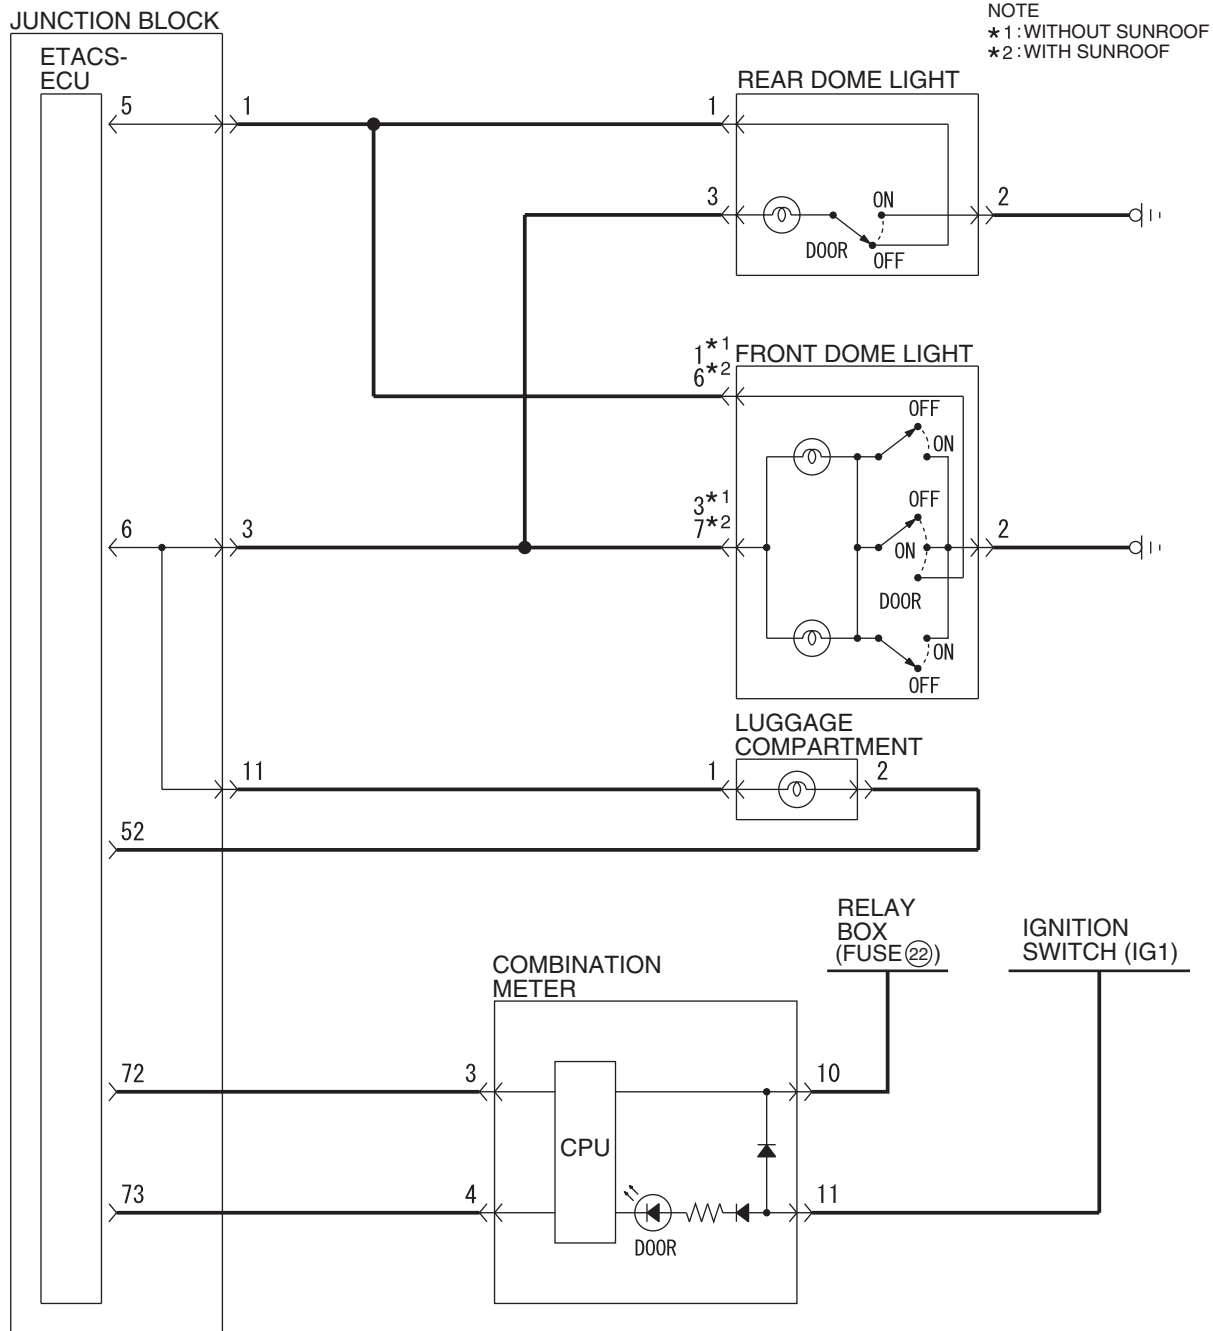 JUNCTION BLOCK
NOTE
*1:WITHOUT SUNROOF
*2:WITH SUNROOF
ETACS-
ECU
REAR DOME LIGHT
5
1
1
3
ON
2
DOOR
OFF
1*1
6*2
FRONT DOME LIGHT
OFF
ON
3*1
7*2
OFF
6
3
ON
2
DOOR
ON
OFF
LUGGAGE
COMPARTMENT
11
1
2
52
RELAY
BOX
(FUSE㉒)
IGNITION
SWITCH (IG1)
COMBINATION
METER
72
3
10
CPU
73
4
11
DOOR